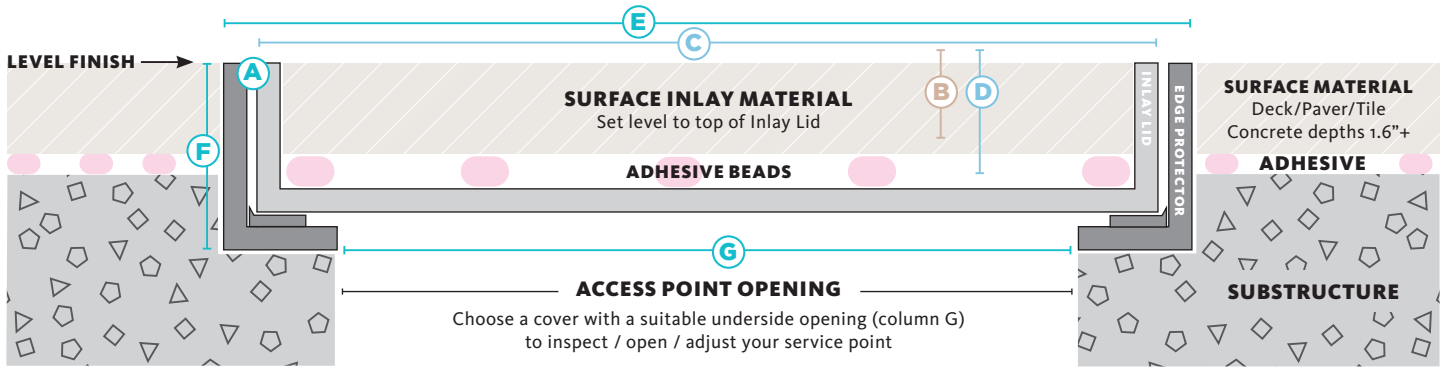 E
C
LEVEL FINISH
A
B
D
SURFACE INLAY MATERIAL
Set level to top of Inlay Lid
INLAY LID
EDGE PROTECTOR
SURFACE MATERIAL
Deck/Paver/Tile
Concrete depths 1.6"+
F
ADHESIVE BEADS
ADHESIVE
G
ACCESS POINT OPENING
SUBSTRUCTURE
Choose a cover with a suitable underside opening (column G)
to inspect / open / adjust your service point